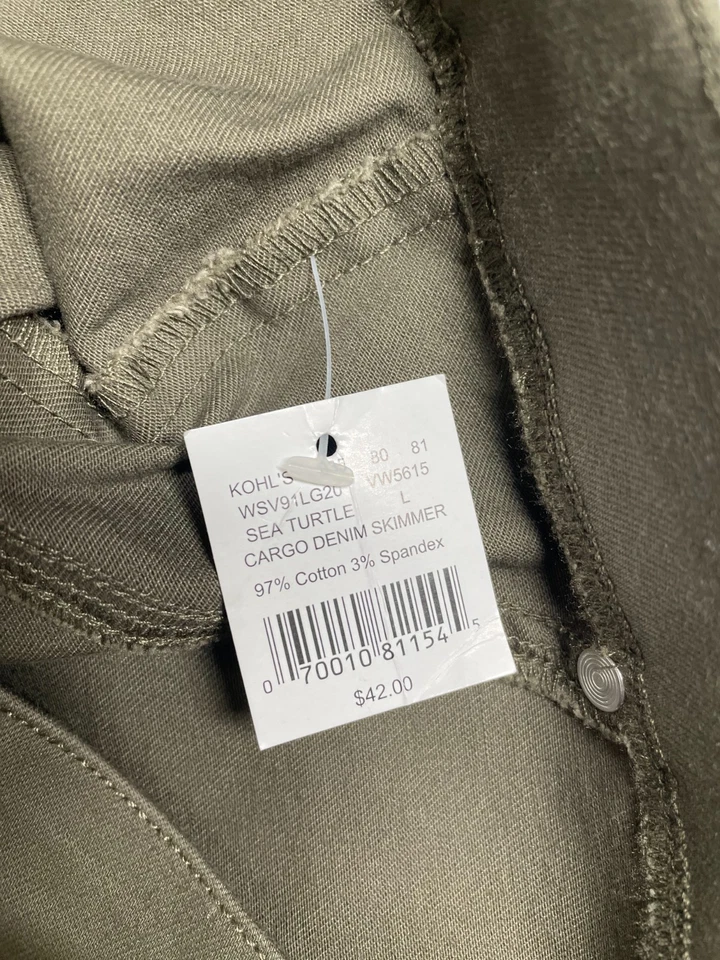 KOHL'S 80 81
WSV91LG20 VW5615
SEA TURTLE L
CARGO DENIM SKIMMER
97% Cotton 3% Spandex
0 70010 81154 5
$42.00